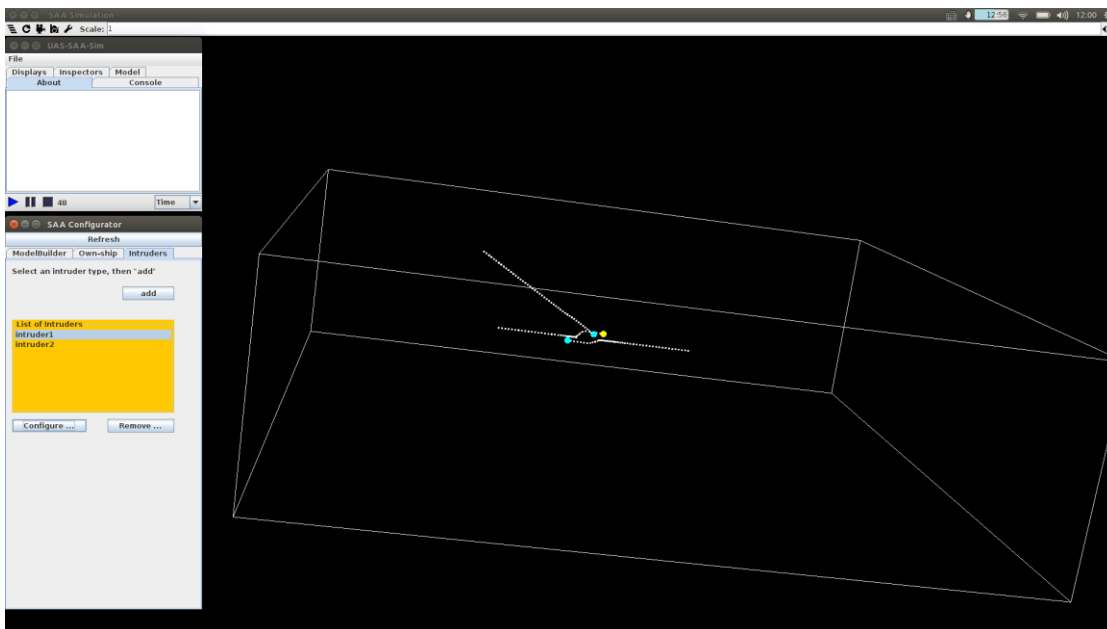 SAA Simulation
12:56
12:00
Scale: 1
UAS-SAA-Sim
File
Displays Inspectors Model
About Console
48
Time
SAA Configurator
Refresh
ModelBuilder Own-ship Intruders
Select an intruder type, then "add"
add
List of Intruders
intruder1
intruder2
Configure ... Remove ...